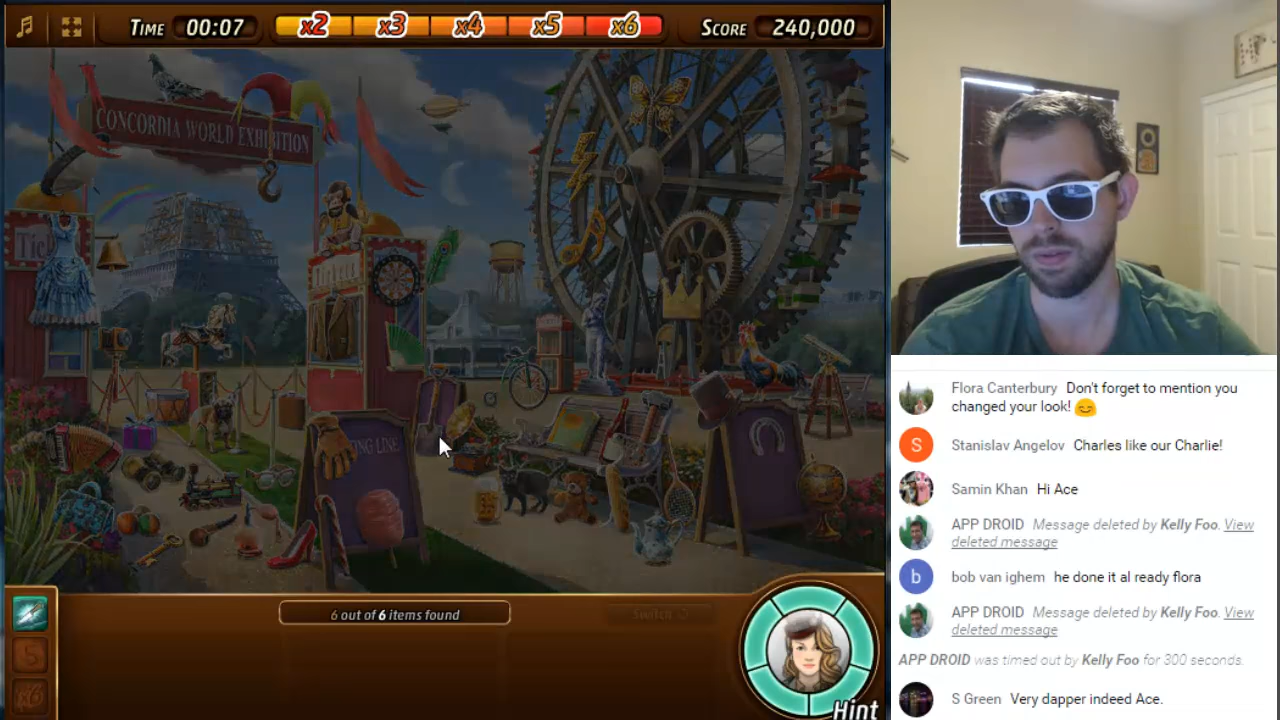 TIME 00:07 x2 x3 x4 x5 x6 SCORE 240,000
CONCORDIA WORLD EXHIBITION
Tickets
6 out of 6 items found
Switch
S
x6
Hint
Flora Canterbury Don't forget to mention you
changed your look! 😊
Stanislav Angelov Charles like our Charlie!
Samin Khan Hi Ace
APP DROID Message deleted by Kelly Foo. View
deleted message
bob van ighem he done it al ready flora
APP DROID Message deleted by Kelly Foo. View
deleted message
APP DROID was timed out by Kelly Foo for 300 seconds.
S Green Very dapper indeed Ace.